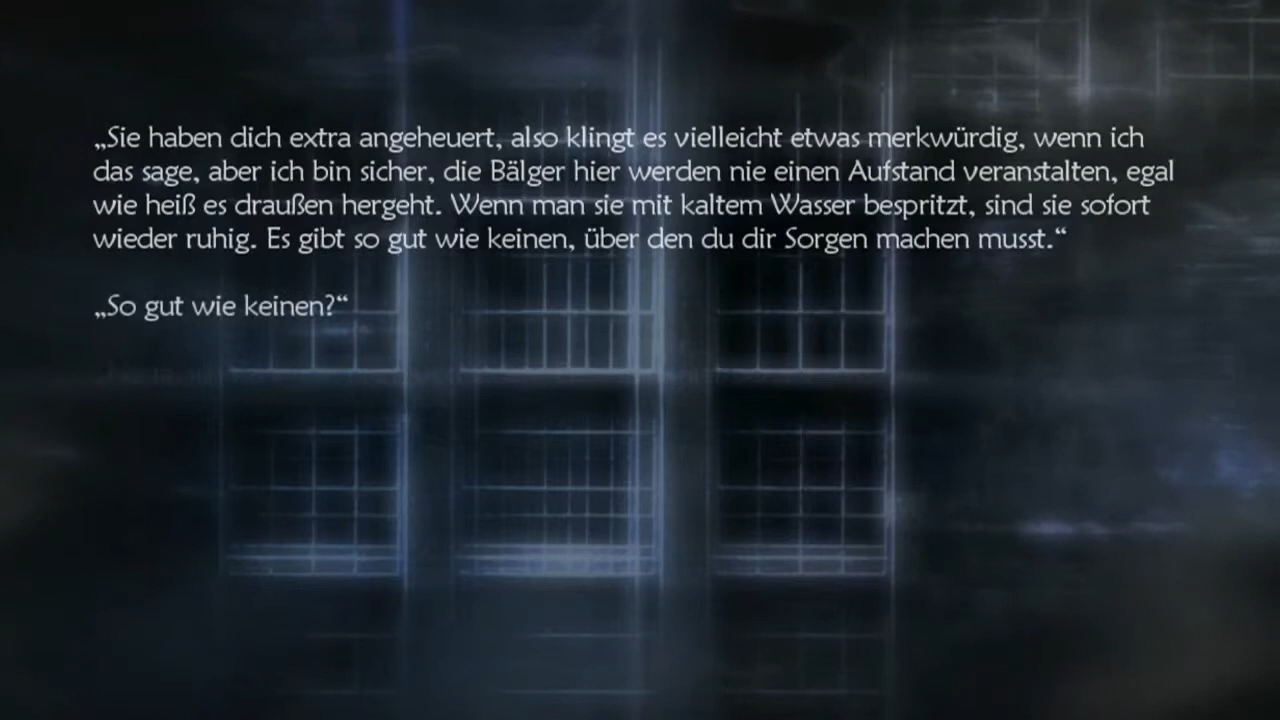 „Sie haben dich extra angeheuert, also klingt es vielleicht etwas merkwürdig, wenn ich
das sage, aber ich bin sicher, die Bälger hier werden nie einen Aufstand veranstalten, egal
wie heiß es draußen hergeht. Wenn man sie mit kaltem Wasser bespritzt, sind sie sofort
wieder ruhig. Es gibt so gut wie keinen, über den du dir Sorgen machen musst.“
„So gut wie keinen?“